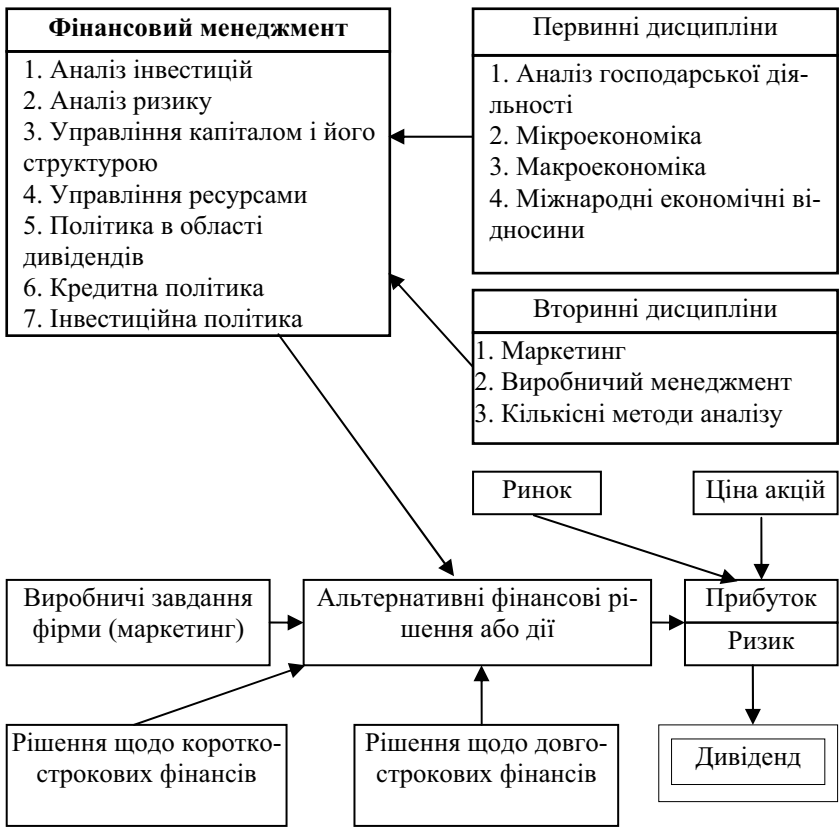 Фінансовий менеджмент
1. Аналіз інвестицій
2. Аналіз ризику
3. Управління капіталом і його
структурою
4. Управління ресурсами
5. Політика в області
дивідендів
6. Кредитна політика
7. Інвестиційна політика
Первинні дисципліни
1. Аналіз господарської дія-
льності
2. Мікроекономіка
3. Макроекономіка
4. Міжнародні економічні ві-
дносини
Вторинні дисципліни
1. Маркетинг
2. Виробничий менеджмент
3. Кількісні методи аналізу
Ринок
Ціна акцій
Виробничі завдання
фірми (маркетинг)
Альтернативні фінансові рі-
шення або дії
Прибуток
Ризик
Рішення щодо коротко-
строкових фінансів
Рішення щодо довго-
строкових фінансів
Дивіденд